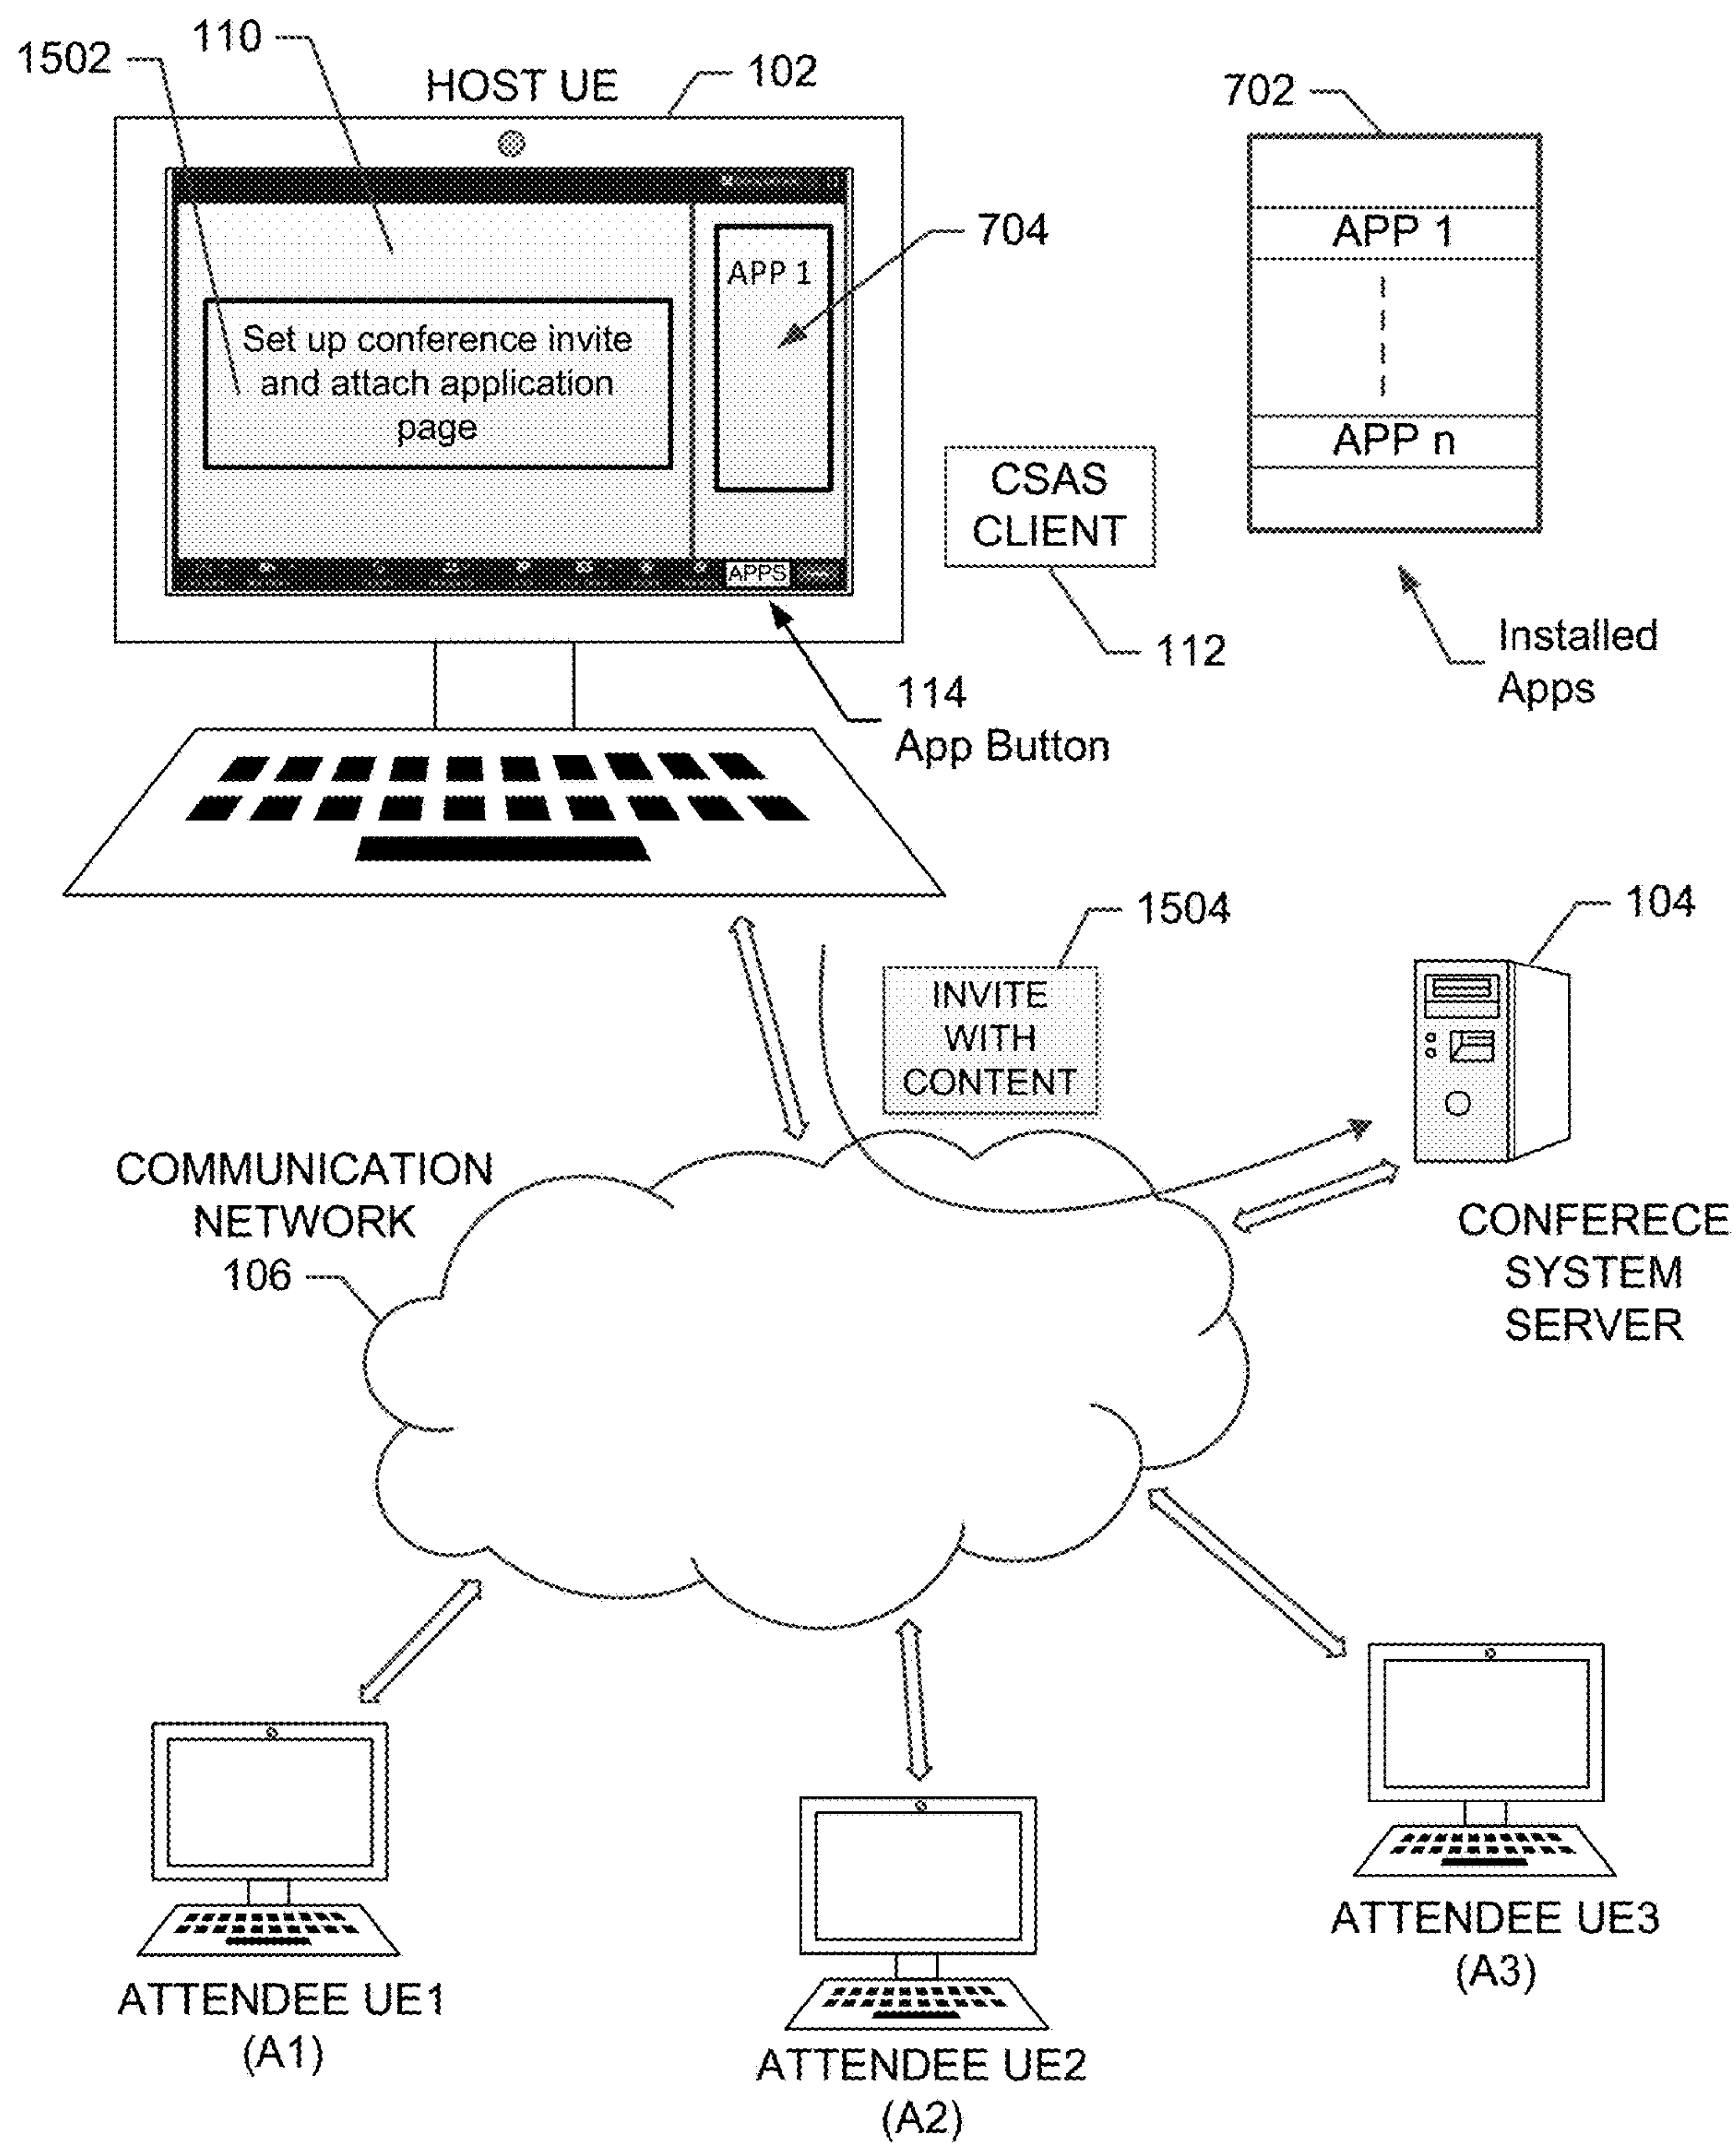 110
1502
HOST UE
102
702
704
APP 1
Set up conference invite
and attach application
page
APPS
CSAS
CLIENT
112
APP 1
APP n
Installed
Apps
114
App Button
1504
INVITE
WITH
CONTENT
104
COMMUNICATION
NETWORK
106
CONFERECE
SYSTEM
SERVER
ATTENDEE UE1
(A1)
ATTENDEE UE2
(A2)
ATTENDEE UE3
(A3)